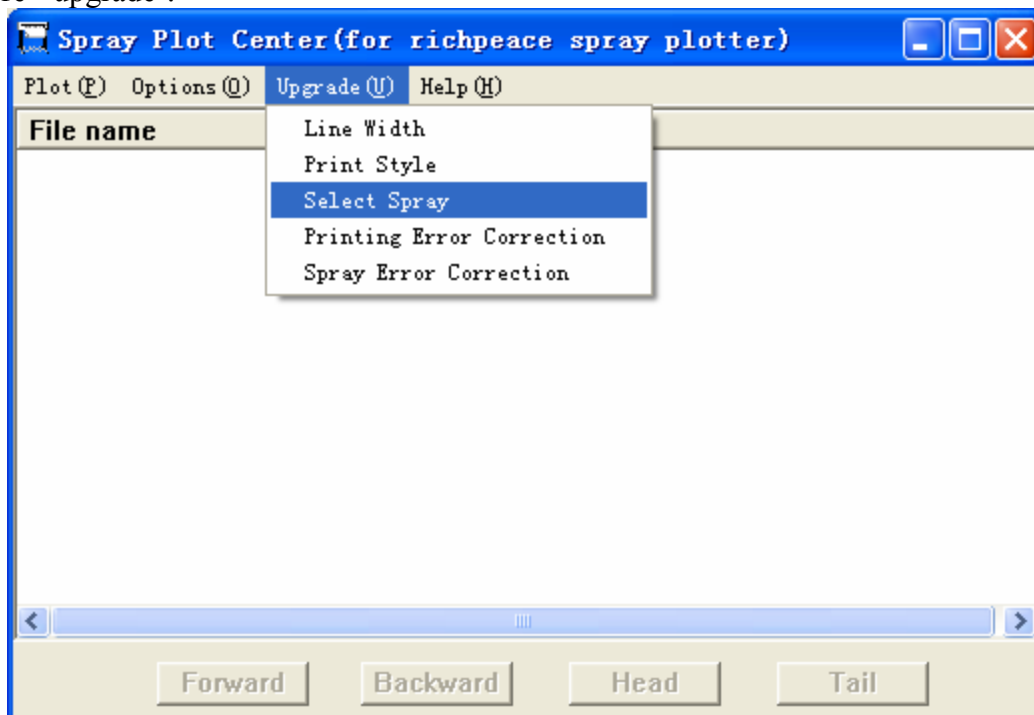 upgrade".
Spray Plot Center(for richpeace spray plotter)
Plot(P) Options(O) Upgrade(U) Help(H)
File name
Line Width
Print Style
Select Spray
Printing Error Correction
Spray Error Correction
Forward Backward Head Tail